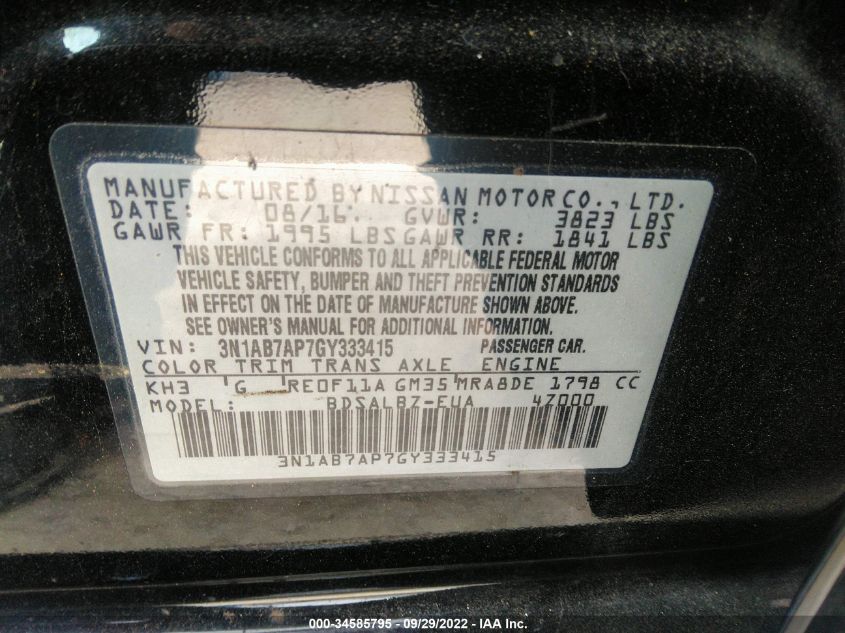 MANUFACTURED BY NISSAN MOTOR CO., LTD.
DATE: 08/16 GVWR: 3823 LBS
GAWR FR: 1995 LBS GAWR RR: 1841 LBS
THIS VEHICLE CONFORMS TO ALL APPLICABLE FEDERAL MOTOR
VEHICLE SAFETY, BUMPER AND THEFT PREVENTION STANDARDS
IN EFFECT ON THE DATE OF MANUFACTURE SHOWN ABOVE.
SEE OWNER'S MANUAL FOR ADDITIONAL INFORMATION.
VIN: 3N1AB7AP7GY333415 PASSENGER CAR.
COLOR TRIM TRANS AXLE ENGINE
KH3 G RE0F11A GM35 MRA8DE 1798 CC
MODEL: BDSALBZ-EUA 4Z000
3N1AB7AP7GY333415
000-34585795 - 09/29/2022 - IAA Inc.